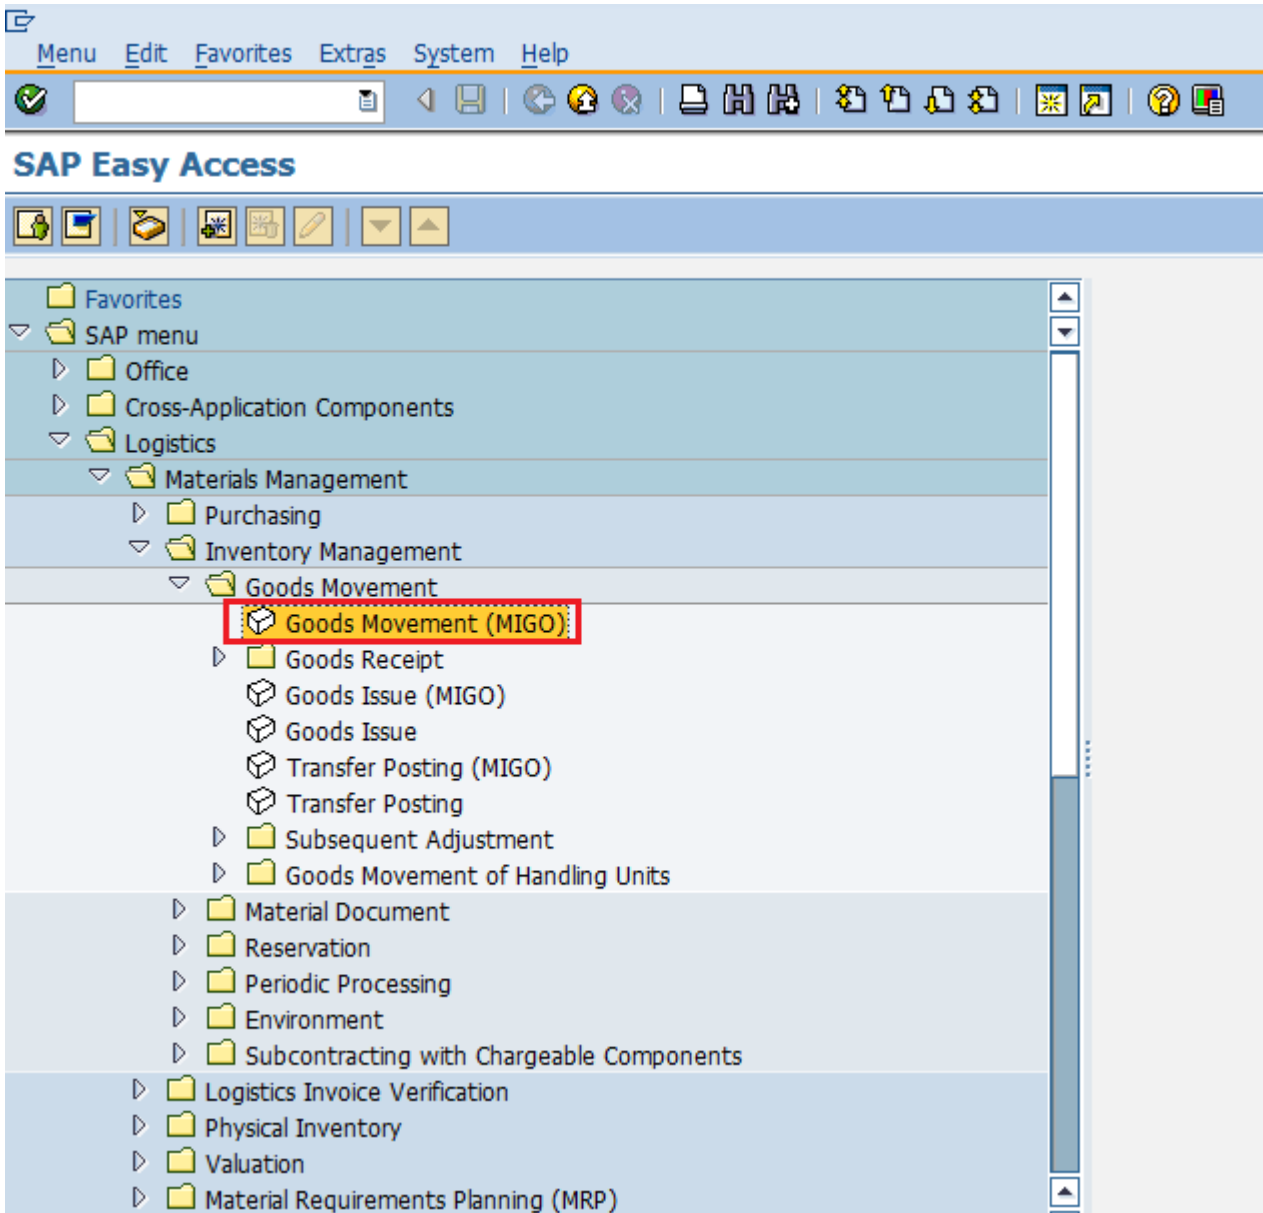 Menu Edit Favorites Extras System Help
SAP Easy Access
Favorites
SAP menu
Office
Cross-Application Components
Logistics
Materials Management
Purchasing
Inventory Management
Goods Movement
Goods Movement (MIGO)
Goods Receipt
Goods Issue (MIGO)
Goods Issue
Transfer Posting (MIGO)
Transfer Posting
Subsequent Adjustment
Goods Movement of Handling Units
Material Document
Reservation
Periodic Processing
Environment
Subcontracting with Chargeable Components
Logistics Invoice Verification
Physical Inventory
Valuation
Material Requirements Planning (MRP)